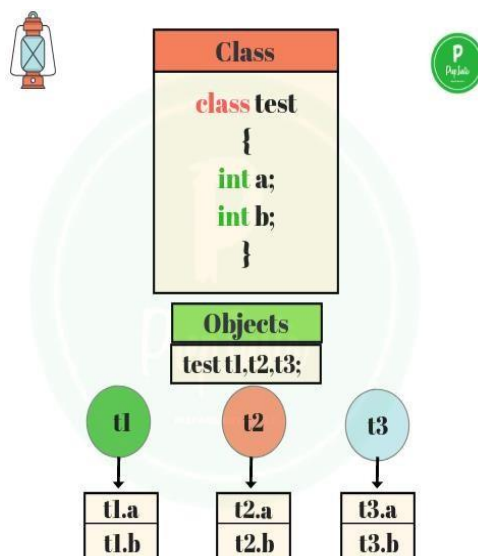 Class
class test
{
int a;
int b;
}
Objects
test t1,t2,t3;
t1
t2
t3
t1.a
t2.a
t3.a
t1.b
t2.b
t3.b
P